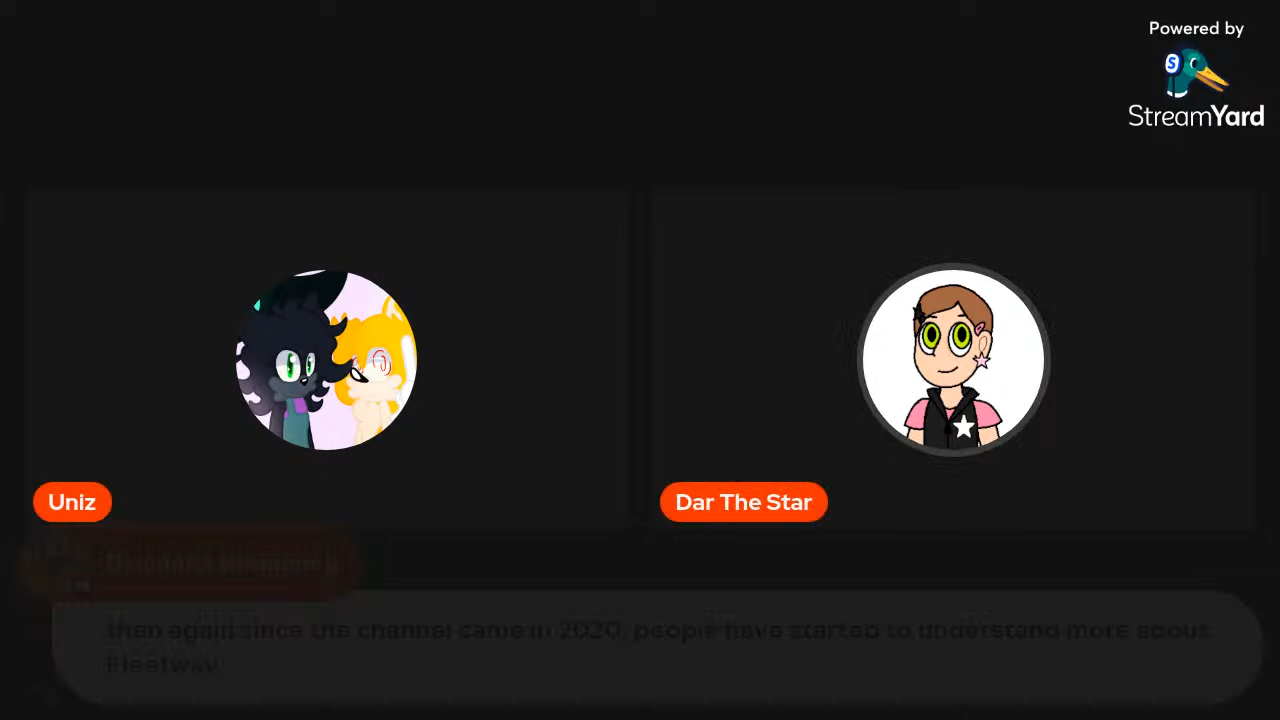 Powered by
S
StreamYard
Uniz
Dar The Star
Then again since the channel came in 2020, people have started to understand more about
Fleetway